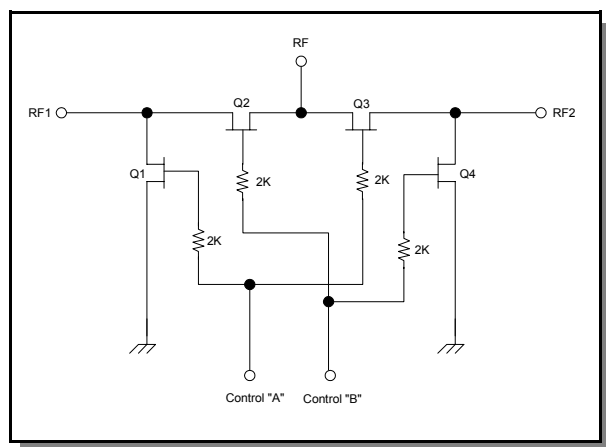 RF
RF1
Q2
Q3
RF2
Q1
2K
2K
Q4
2K
2K
Control "A"
Control "B"